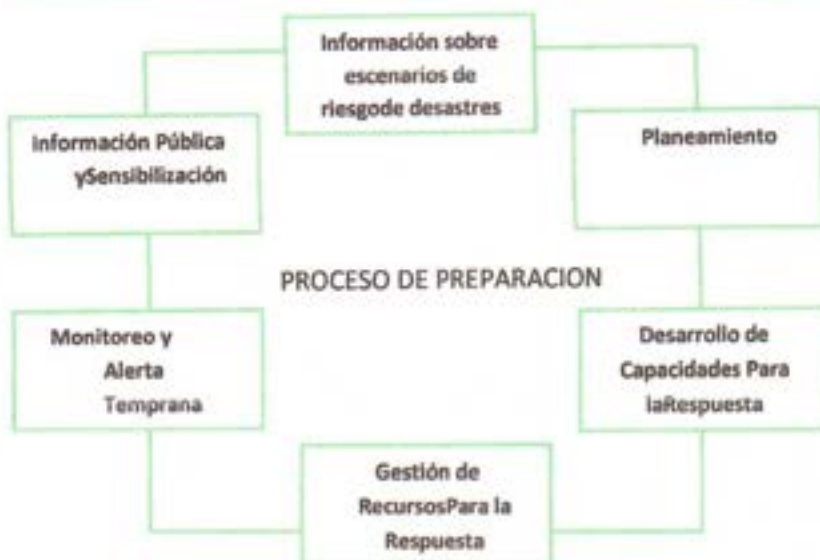 Información sobre
escenarios de
riesgode desastres
Información Pública
ySensibilización
Planeamiento
PROCESO DE PREPARACION
Monitoreo y
Alerta
Temprana
Desarrollo de
Capacidades Para
laRespuesta
Gestión de
RecursosPara la
Respuesta